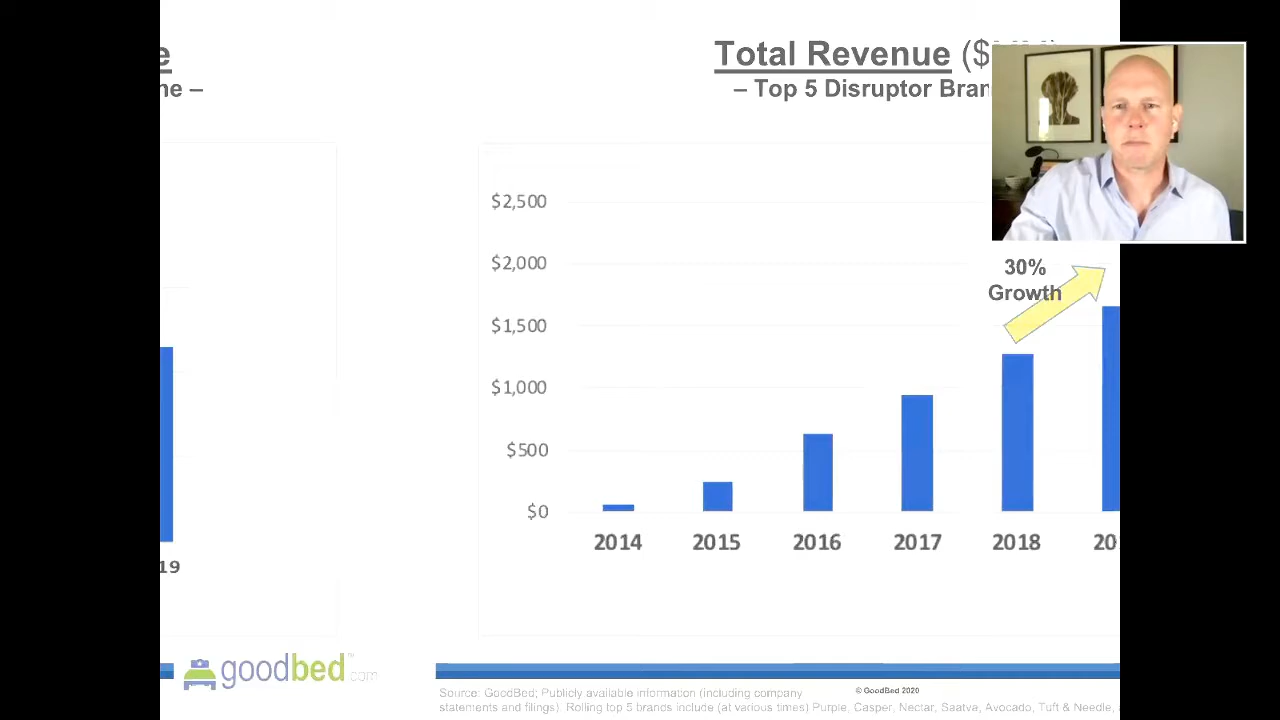 e
ne –
Total Revenue ($
– Top 5 Disruptor Bran
$2,500
$2,000
$1,500
$1,000
$500
$0
30%
Growth
2014 2015 2016 2017 2018 20
19
goodbed™
.com
Source: GoodBed; Publicly available information (including company
© GoodBed 2020
statements and filings). Rolling top 5 brands include (at various times) Purple, Casper, Nectar, Saatva, Avocado, Tuft & Needle,